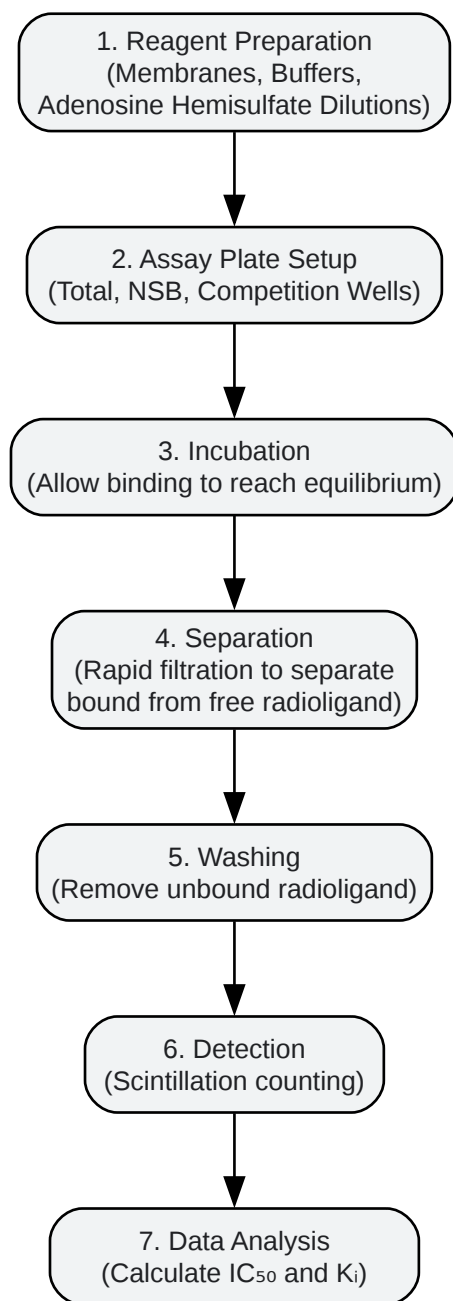 1. Reagent Preparation
(Membranes, Buffers,
Adenosine Hemisulfate Dilutions)
2. Assay Plate Setup
(Total, NSB, Competition Wells)
3. Incubation
(Allow binding to reach equilibrium)
4. Separation
(Rapid filtration to separate
bound from free radioligand)
5. Washing
(Remove unbound radioligand)
6. Detection
(Scintillation counting)
7. Data Analysis
(Calculate IC₅₀ and Kᵢ)